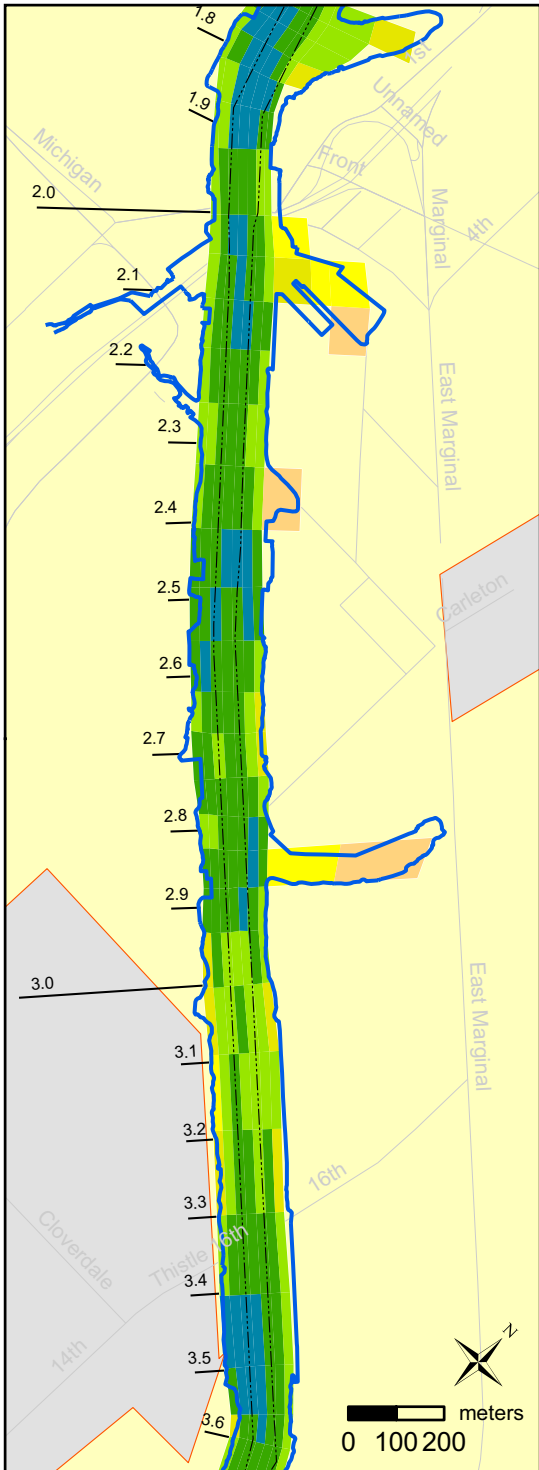 1.8
1st
1.9
Unnamed
Michigan
Front
2.0
Marginal
4th
2.1
2.2
East Marginal
2.3
2.4
2.5
Carleton
2.6
2.7
2.8
2.9
3.0
East Marginal
3.1
3.2
16th
3.3
Cloverdale
Thistle 16th
3.4
14th
3.5
N
3.6
meters
0 100 200